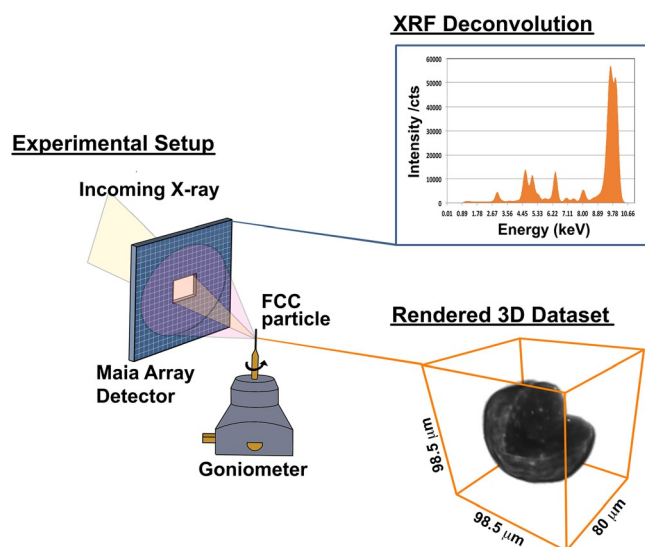 XRF Deconvolution
60000
50000
40000
30000
20000
10000
0
Intensity /cts
0.01 0.89 1.78 2.67 3.56 4.45 5.33 6.22 7.11 8.00 8.89 9.78 10.66
Energy (keV)
Experimental Setup
Incoming X-ray
FCC
particle
Maia Array
Detector
Goniometer
Rendered 3D Dataset
98.5 μm
98.5 μm
80 μm